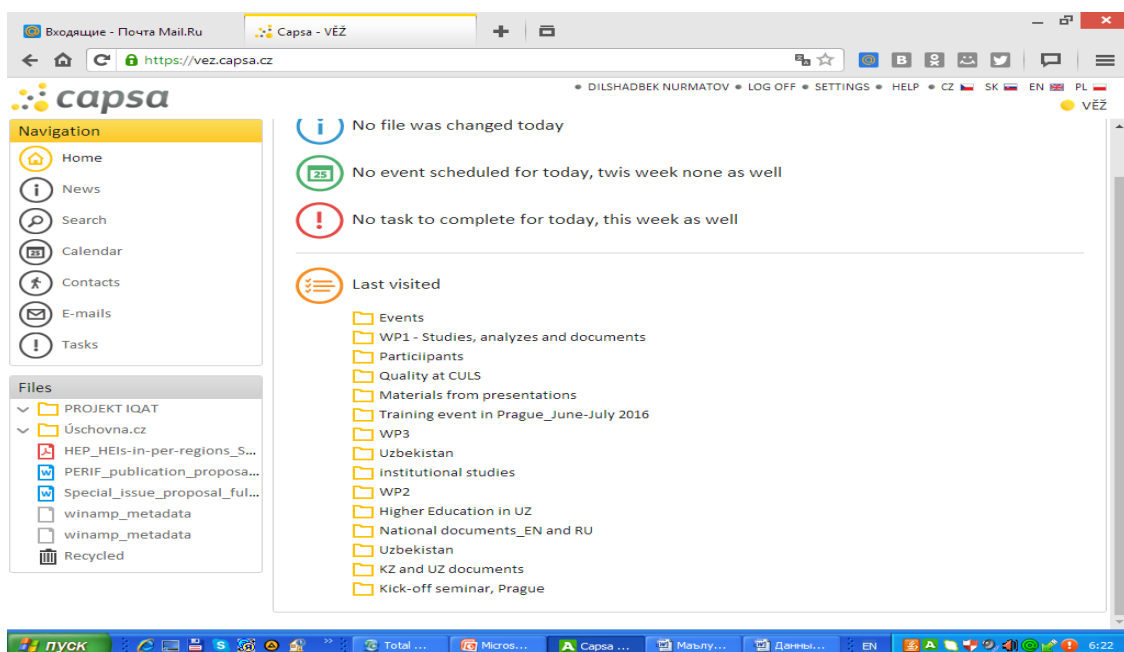 Входящие - Почта Mail.Ru
Capsa - VĚŽ
https://vez.capsa.cz
capsa
DILSHADBEK NURMATOV • LOG OFF • SETTINGS • HELP • CZ SK EN PL
VĚŽ
Navigation
Home
News
Search
25
Calendar
Contacts
E-mails
Tasks
Files
PROJEKT IQAT
Úschovna.cz
HEP_HEIs-in-per-regions_S...
PERIF_publication_proposa...
Special_issue_proposal_ful...
winamp_metadata
winamp_metadata
Recycled
No file was changed today
25
No event scheduled for today, twis week none as well
No task to complete for today, this week as well
Last visited
Events
WP1 - Studies, analyzes and documents
Particiipants
Quality at CULS
Materials from presentations
Training event in Prague_June-July 2016
WP3
Uzbekistan
institutional studies
WP2
Higher Education in UZ
National documents_EN and RU
Uzbekistan
KZ and UZ documents
Kick-off seminar, Prague
пуск
Total ...
Micros...
Capsa ...
Маълу...
Данны...
EN
6:22